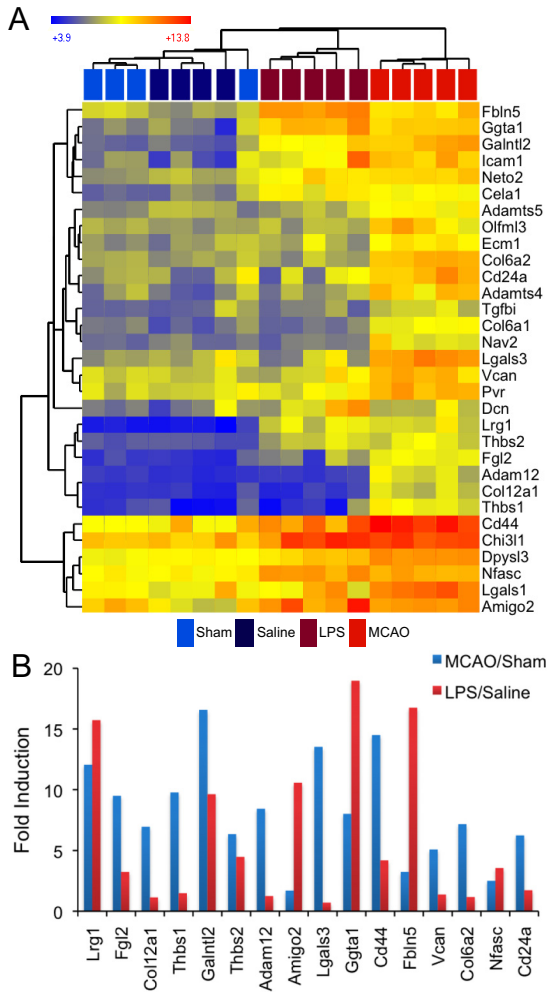 A
+3.9
+13.8
Fbln5
Ggta1
Galntl2
Icam1
Neto2
Cela1
Adamts5
Olfml3
Ecm1
Col6a2
Cd24a
Adamts4
Tgfbi
Col6a1
Nav2
Lgals3
Vcan
Pvr
Dcn
Lrg1
Thbs2
Fgl2
Adam12
Col12a1
Thbs1
Cd44
Chi3l1
Dpysl3
Nfasc
Lgals1
Amigo2
Sham Saline LPS MCAO
B
MCAO/Sham
LPS/Saline
Fold Induction
20
15
10
5
0
Lrg1
Fgl2
Col12a1
Thbs1
Galntl2
Thbs2
Adam12
Amigo2
Lgals3
Ggta1
Cd44
Fbln5
Vcan
Col6a2
Nfasc
Cd24a